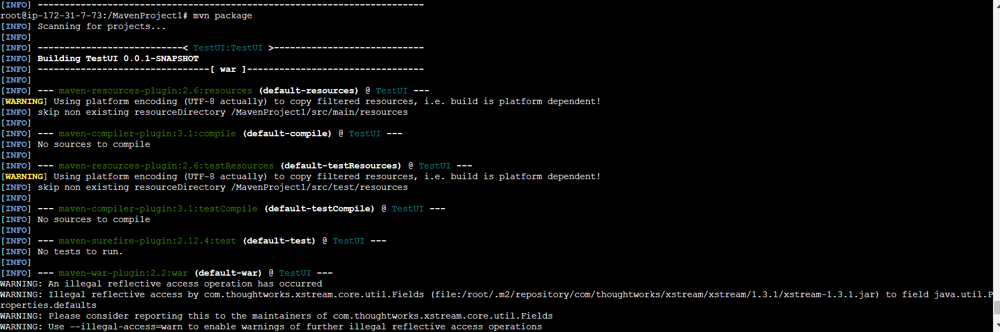 [INFO] ------------------------------------------------------------------------
root@ip-172-31-7-73:/MavenProject1# mvn package
[INFO] Scanning for projects...
[INFO]
[INFO] ---------------------------< TestUI:TestUI >----------------------------
[INFO] Building TestUI 0.0.1-SNAPSHOT
[INFO] --------------------------------[ war ]---------------------------------
[INFO]
[INFO] --- maven-resources-plugin:2.6:resources (default-resources) @ TestUI ---
[WARNING] Using platform encoding (UTF-8 actually) to copy filtered resources, i.e. build is platform dependent!
[INFO] skip non existing resourceDirectory /MavenProject1/src/main/resources
[INFO]
[INFO] --- maven-compiler-plugin:3.1:compile (default-compile) @ TestUI ---
[INFO] No sources to compile
[INFO]
[INFO] --- maven-resources-plugin:2.6:testResources (default-testResources) @ TestUI ---
[WARNING] Using platform encoding (UTF-8 actually) to copy filtered resources, i.e. build is platform dependent!
[INFO] skip non existing resourceDirectory /MavenProject1/src/test/resources
[INFO]
[INFO] --- maven-compiler-plugin:3.1:testCompile (default-testCompile) @ TestUI ---
[INFO] No sources to compile
[INFO]
[INFO] --- maven-surefire-plugin:2.12.4:test (default-test) @ TestUI ---
[INFO] No tests to run.
[INFO]
[INFO] --- maven-war-plugin:2.2:war (default-war) @ TestUI ---
WARNING: An illegal reflective access operation has occurred
WARNING: Illegal reflective access by com.thoughtworks.xstream.core.util.Fields (file:/root/.m2/repository/com/thoughtworks/xstream/xstream/1.3.1/xstream-1.3.1.jar) to field java.util.P
roperties.defaults
WARNING: Please consider reporting this to the maintainers of com.thoughtworks.xstream.core.util.Fields
WARNING: Use --illegal-access=warn to enable warnings of further illegal reflective access operations